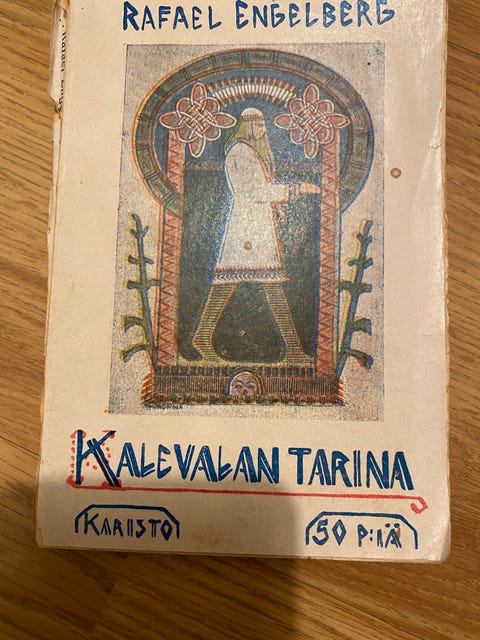 RAFAEL ENGELBERG
KALEVALAN TARINA
KARISTO
50 P:IÄ